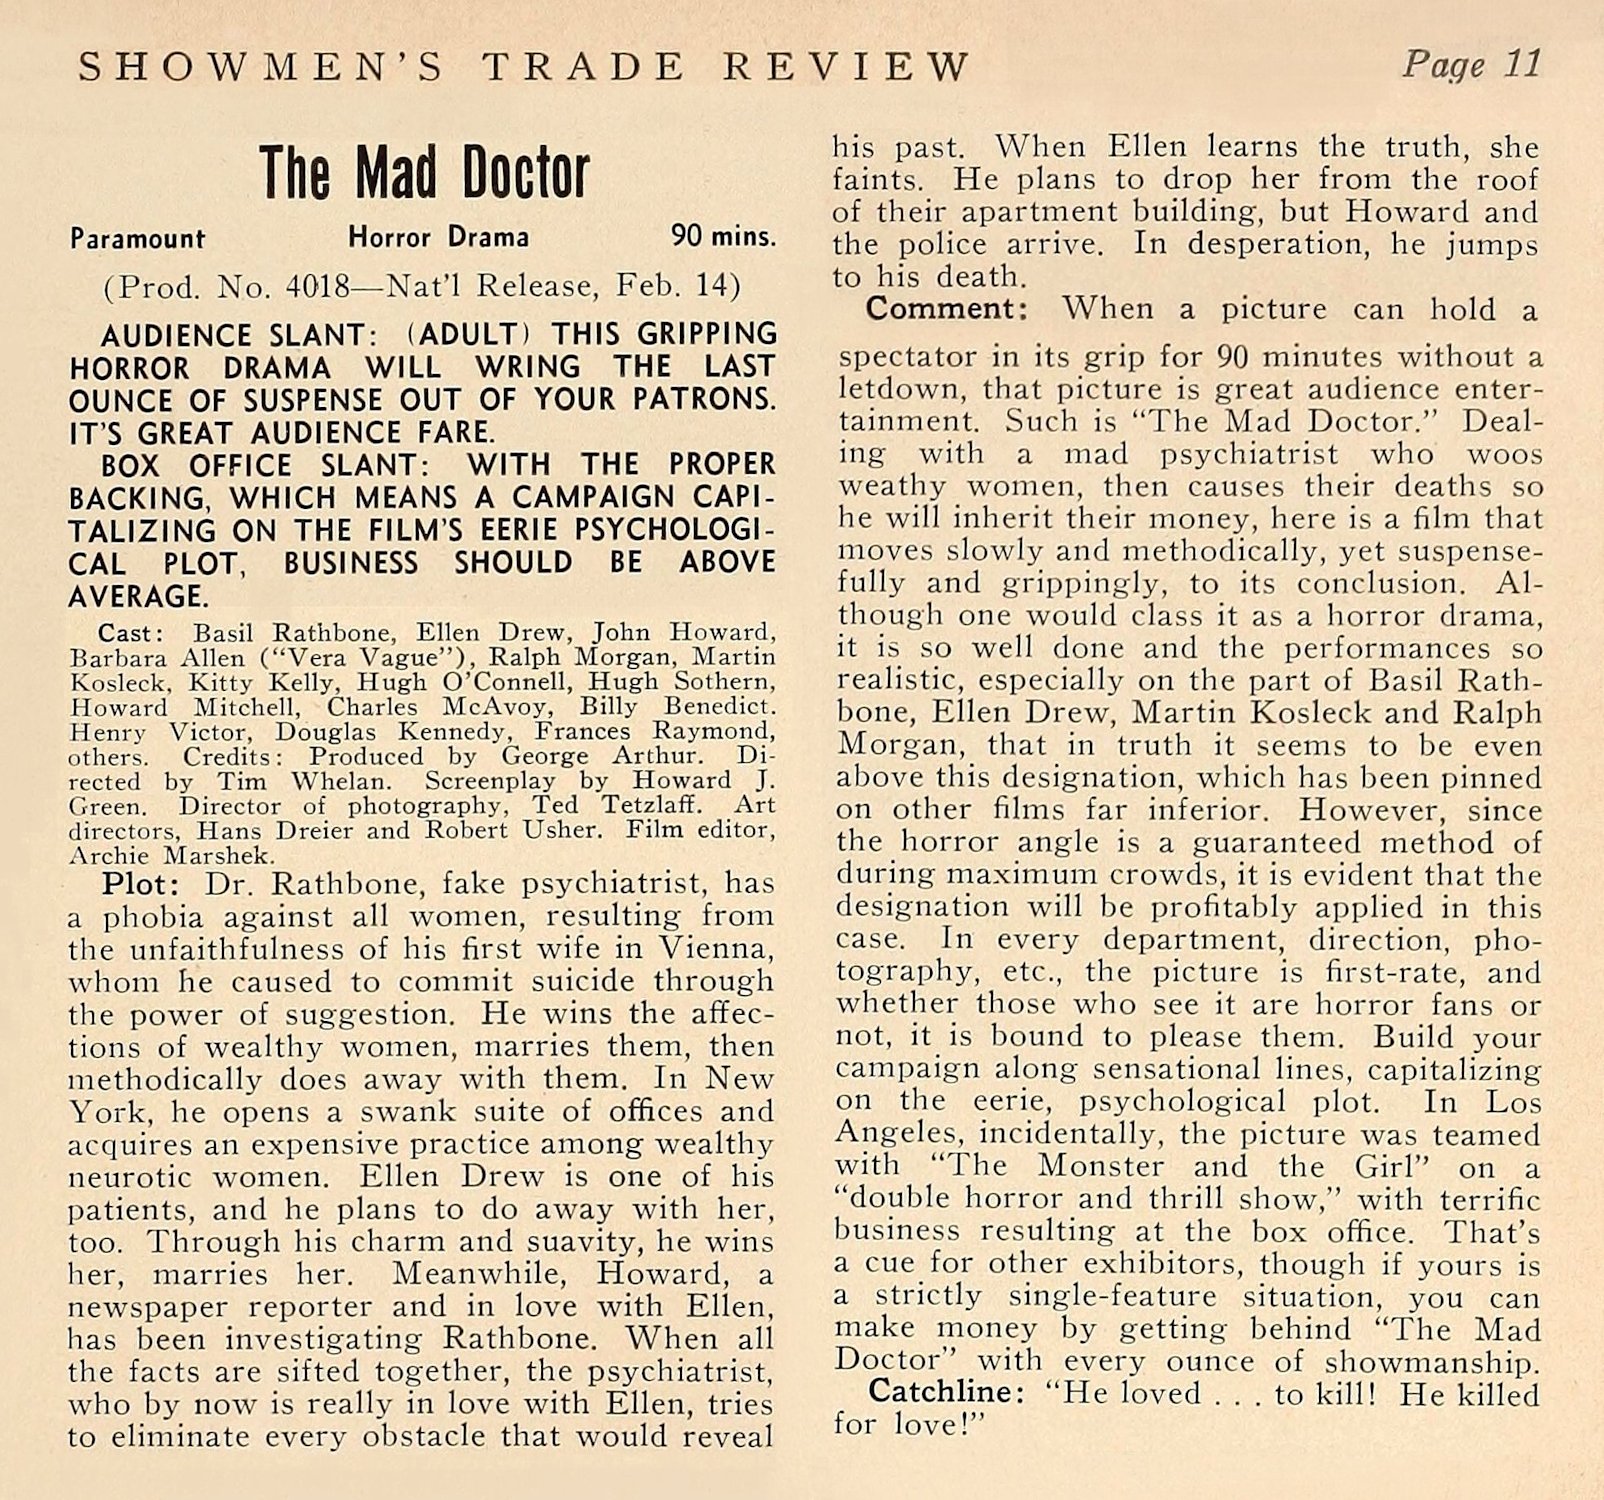 SHOWMEN'S TRADE REVIEW
Page 11
The Mad Doctor
Paramount Horror Drama 90 mins.
(Prod. No. 4018—Nat'l Release, Feb. 14)
AUDIENCE SLANT: (ADULT) THIS GRIPPING
HORROR DRAMA WILL WRING THE LAST
OUNCE OF SUSPENSE OUT OF YOUR PATRONS.
IT'S GREAT AUDIENCE FARE.
BOX OFFICE SLANT: WITH THE PROPER
BACKING, WHICH MEANS A CAMPAIGN CAPI-
TALIZING ON THE FILM'S EERIE PSYCHOLOGI-
CAL PLOT, BUSINESS SHOULD BE ABOVE
AVERAGE.
Cast: Basil Rathbone, Ellen Drew, John Howard,
Barbara Allen ("Vera Vague"), Ralph Morgan, Martin
Kosleck, Kitty Kelly, Hugh O'Connell, Hugh Sothern,
Howard Mitchell, Charles McAvoy, Billy Benedict.
Henry Victor, Douglas Kennedy, Frances Raymond,
others. Credits: Produced by George Arthur. Di-
rected by Tim Whelan. Screenplay by Howard J.
Green. Director of photography, Ted Tetzlaff. Art
directors, Hans Dreier and Robert Usher. Film editor,
Archie Marshek.
Plot: Dr. Rathbone, fake psychiatrist, has
a phobia against all women, resulting from
the unfaithfulness of his first wife in Vienna,
whom he caused to commit suicide through
the power of suggestion. He wins the affec-
tions of wealthy women, marries them, then
methodically does away with them. In New
York, he opens a swank suite of offices and
acquires an expensive practice among wealthy
neurotic women. Ellen Drew is one of his
patients, and he plans to do away with her,
too. Through his charm and suavity, he wins
her, marries her. Meanwhile, Howard, a
newspaper reporter and in love with Ellen,
has been investigating Rathbone. When all
the facts are sifted together, the psychiatrist,
who by now is really in love with Ellen, tries
to eliminate every obstacle that would reveal
his past. When Ellen learns the truth, she
faints. He plans to drop her from the roof
of their apartment building, but Howard and
the police arrive. In desperation, he jumps
to his death.
Comment: When a picture can hold a
spectator in its grip for 90 minutes without a
letdown, that picture is great audience enter-
tainment. Such is "The Mad Doctor." Deal-
ing with a mad psychiatrist who woos
weathy women, then causes their deaths so
he will inherit their money, here is a film that
moves slowly and methodically, yet suspense-
fully and grippingly, to its conclusion. Al-
though one would class it as a horror drama,
it is so well done and the performances so
realistic, especially on the part of Basil Rath-
bone, Ellen Drew, Martin Kosleck and Ralph
Morgan, that in truth it seems to be even
above this designation, which has been pinned
on other films far inferior. However, since
the horror angle is a guaranteed method of
during maximum crowds, it is evident that the
designation will be profitably applied in this
case. In every department, direction, pho-
tography, etc., the picture is first-rate, and
whether those who see it are horror fans or
not, it is bound to please them. Build your
campaign along sensational lines, capitalizing
on the eerie, psychological plot. In Los
Angeles, incidentally, the picture was teamed
with "The Monster and the Girl" on a
"double horror and thrill show," with terrific
business resulting at the box office. That's
a cue for other exhibitors, though if yours is
a strictly single-feature situation, you can
make money by getting behind "The Mad
Doctor" with every ounce of showmanship.
Catchline: "He loved . . . to kill! He killed
for love!"